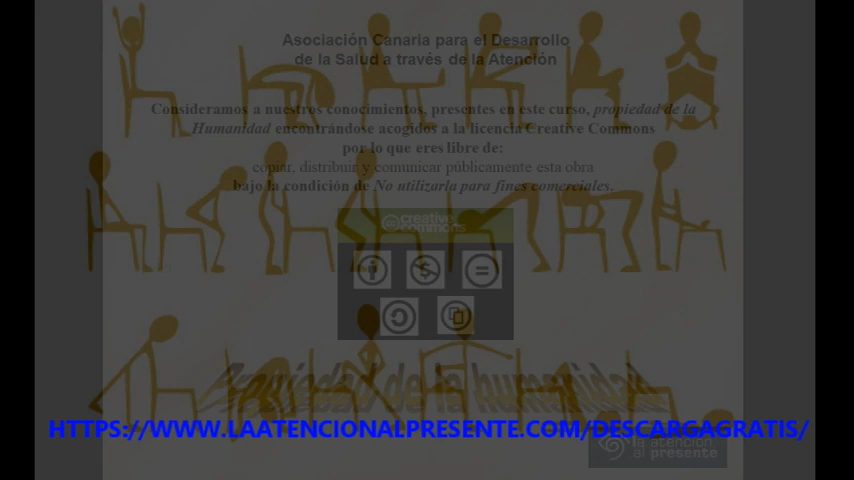 Asociación Canaria para el Desarrollo
de la Salud a través de la Atención
Consideramos a nuestros conocimientos, presentes en este curso, propiedad de la
Humanidad encontrándose acogidos a la licencia Creative Commons
por lo que eres libre de:
copiar, distribuir y comunicar públicamente esta obra
bajo la condición de No utilizarla para fines comerciales.
creative
commons
Propiedad de la humanidad
HTTPS://WWW.LAATENCIONALPRESENTE.COM/DESCARGAGRATIS/
la atención
al presente